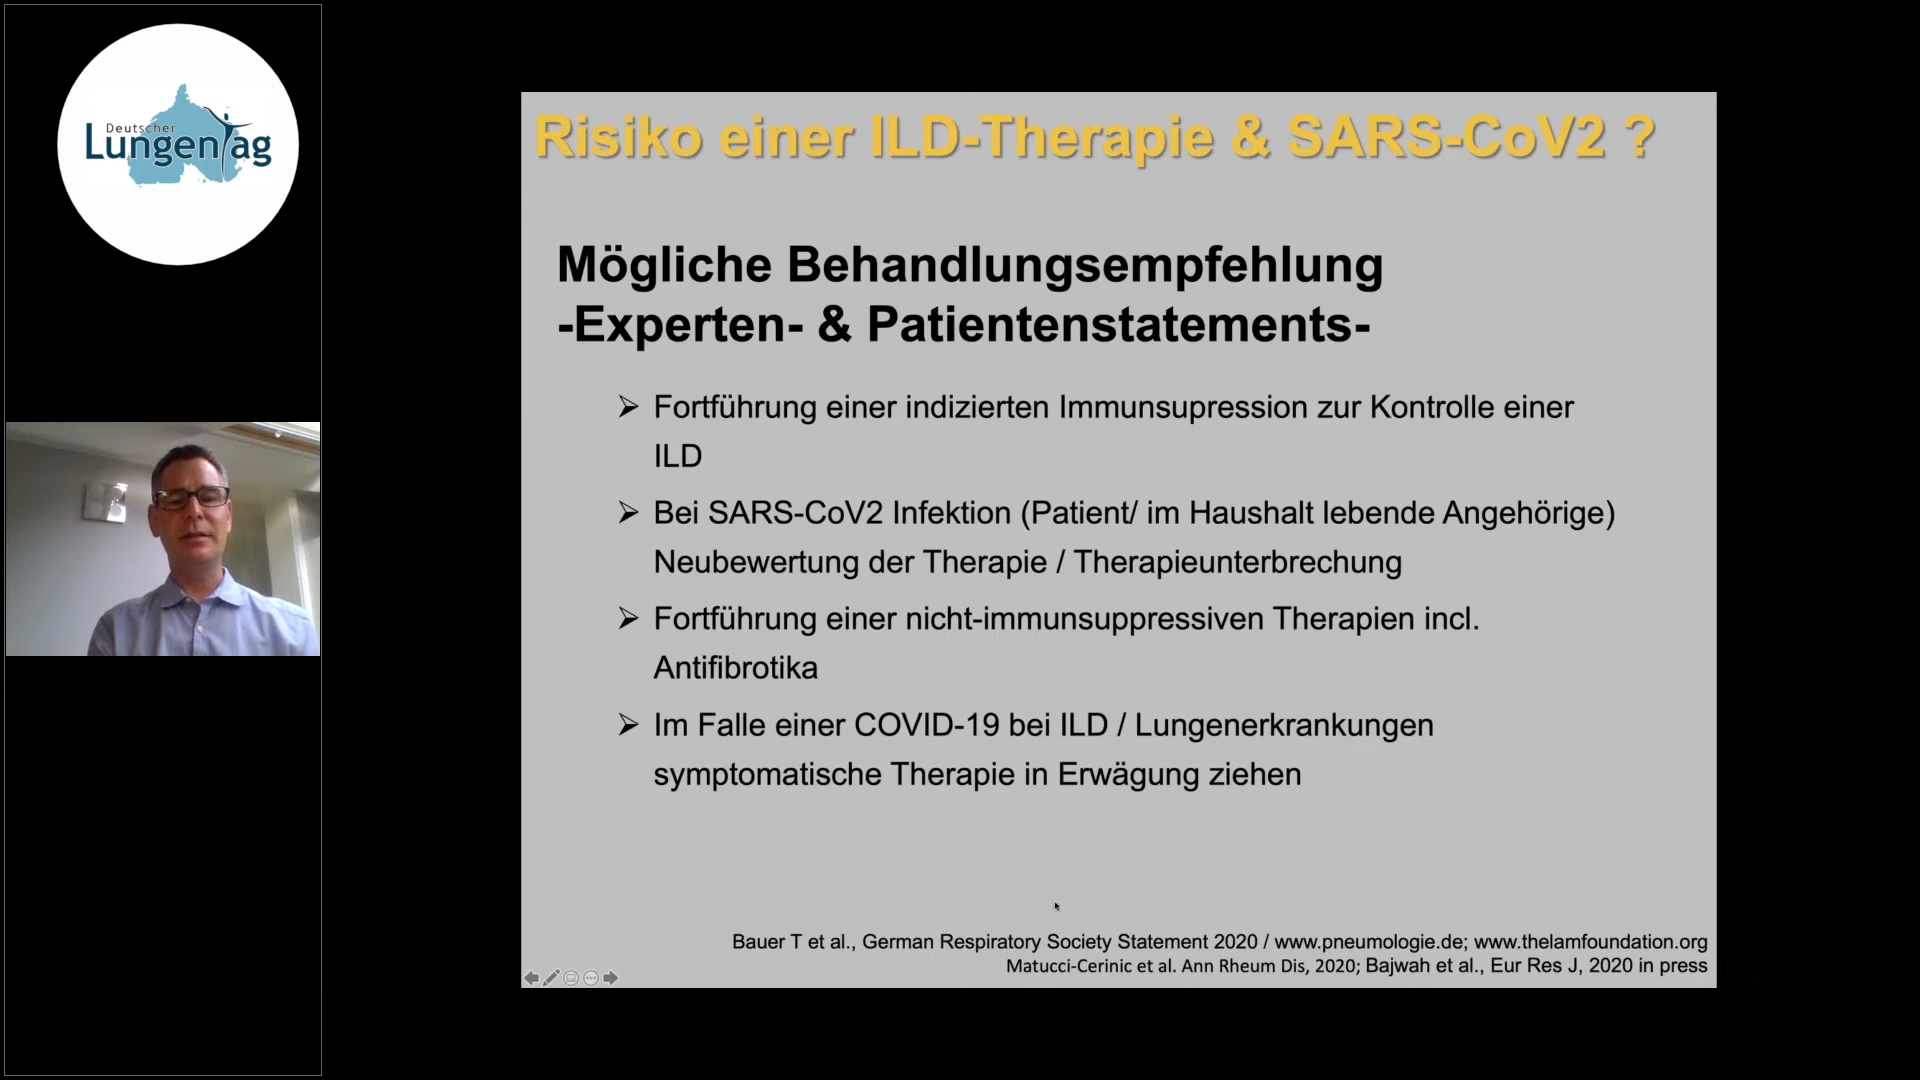 Deutscher
LungenTag
Risiko einer ILD-Therapie & SARS-CoV2 ?
Mögliche Behandlungsempfehlung
-Experten- & Patientenstatements-
➢ Fortführung einer indizierten Immunsupression zur Kontrolle einer
ILD
➢ Bei SARS-CoV2 Infektion (Patient/ im Haushalt lebende Angehörige)
Neubewertung der Therapie / Therapieunterbrechung
➢ Fortführung einer nicht-immunsuppressiven Therapien incl.
Antifibrotika
➢ Im Falle einer COVID-19 bei ILD / Lungenerkrankungen
symptomatische Therapie in Erwägung ziehen
Bauer T et al., German Respiratory Society Statement 2020 / www.pneumologie.de; www.thelamfoundation.org
Matucci-Cerinic et al. Ann Rheum Dis, 2020; Bajwah et al., Eur Res J, 2020 in press